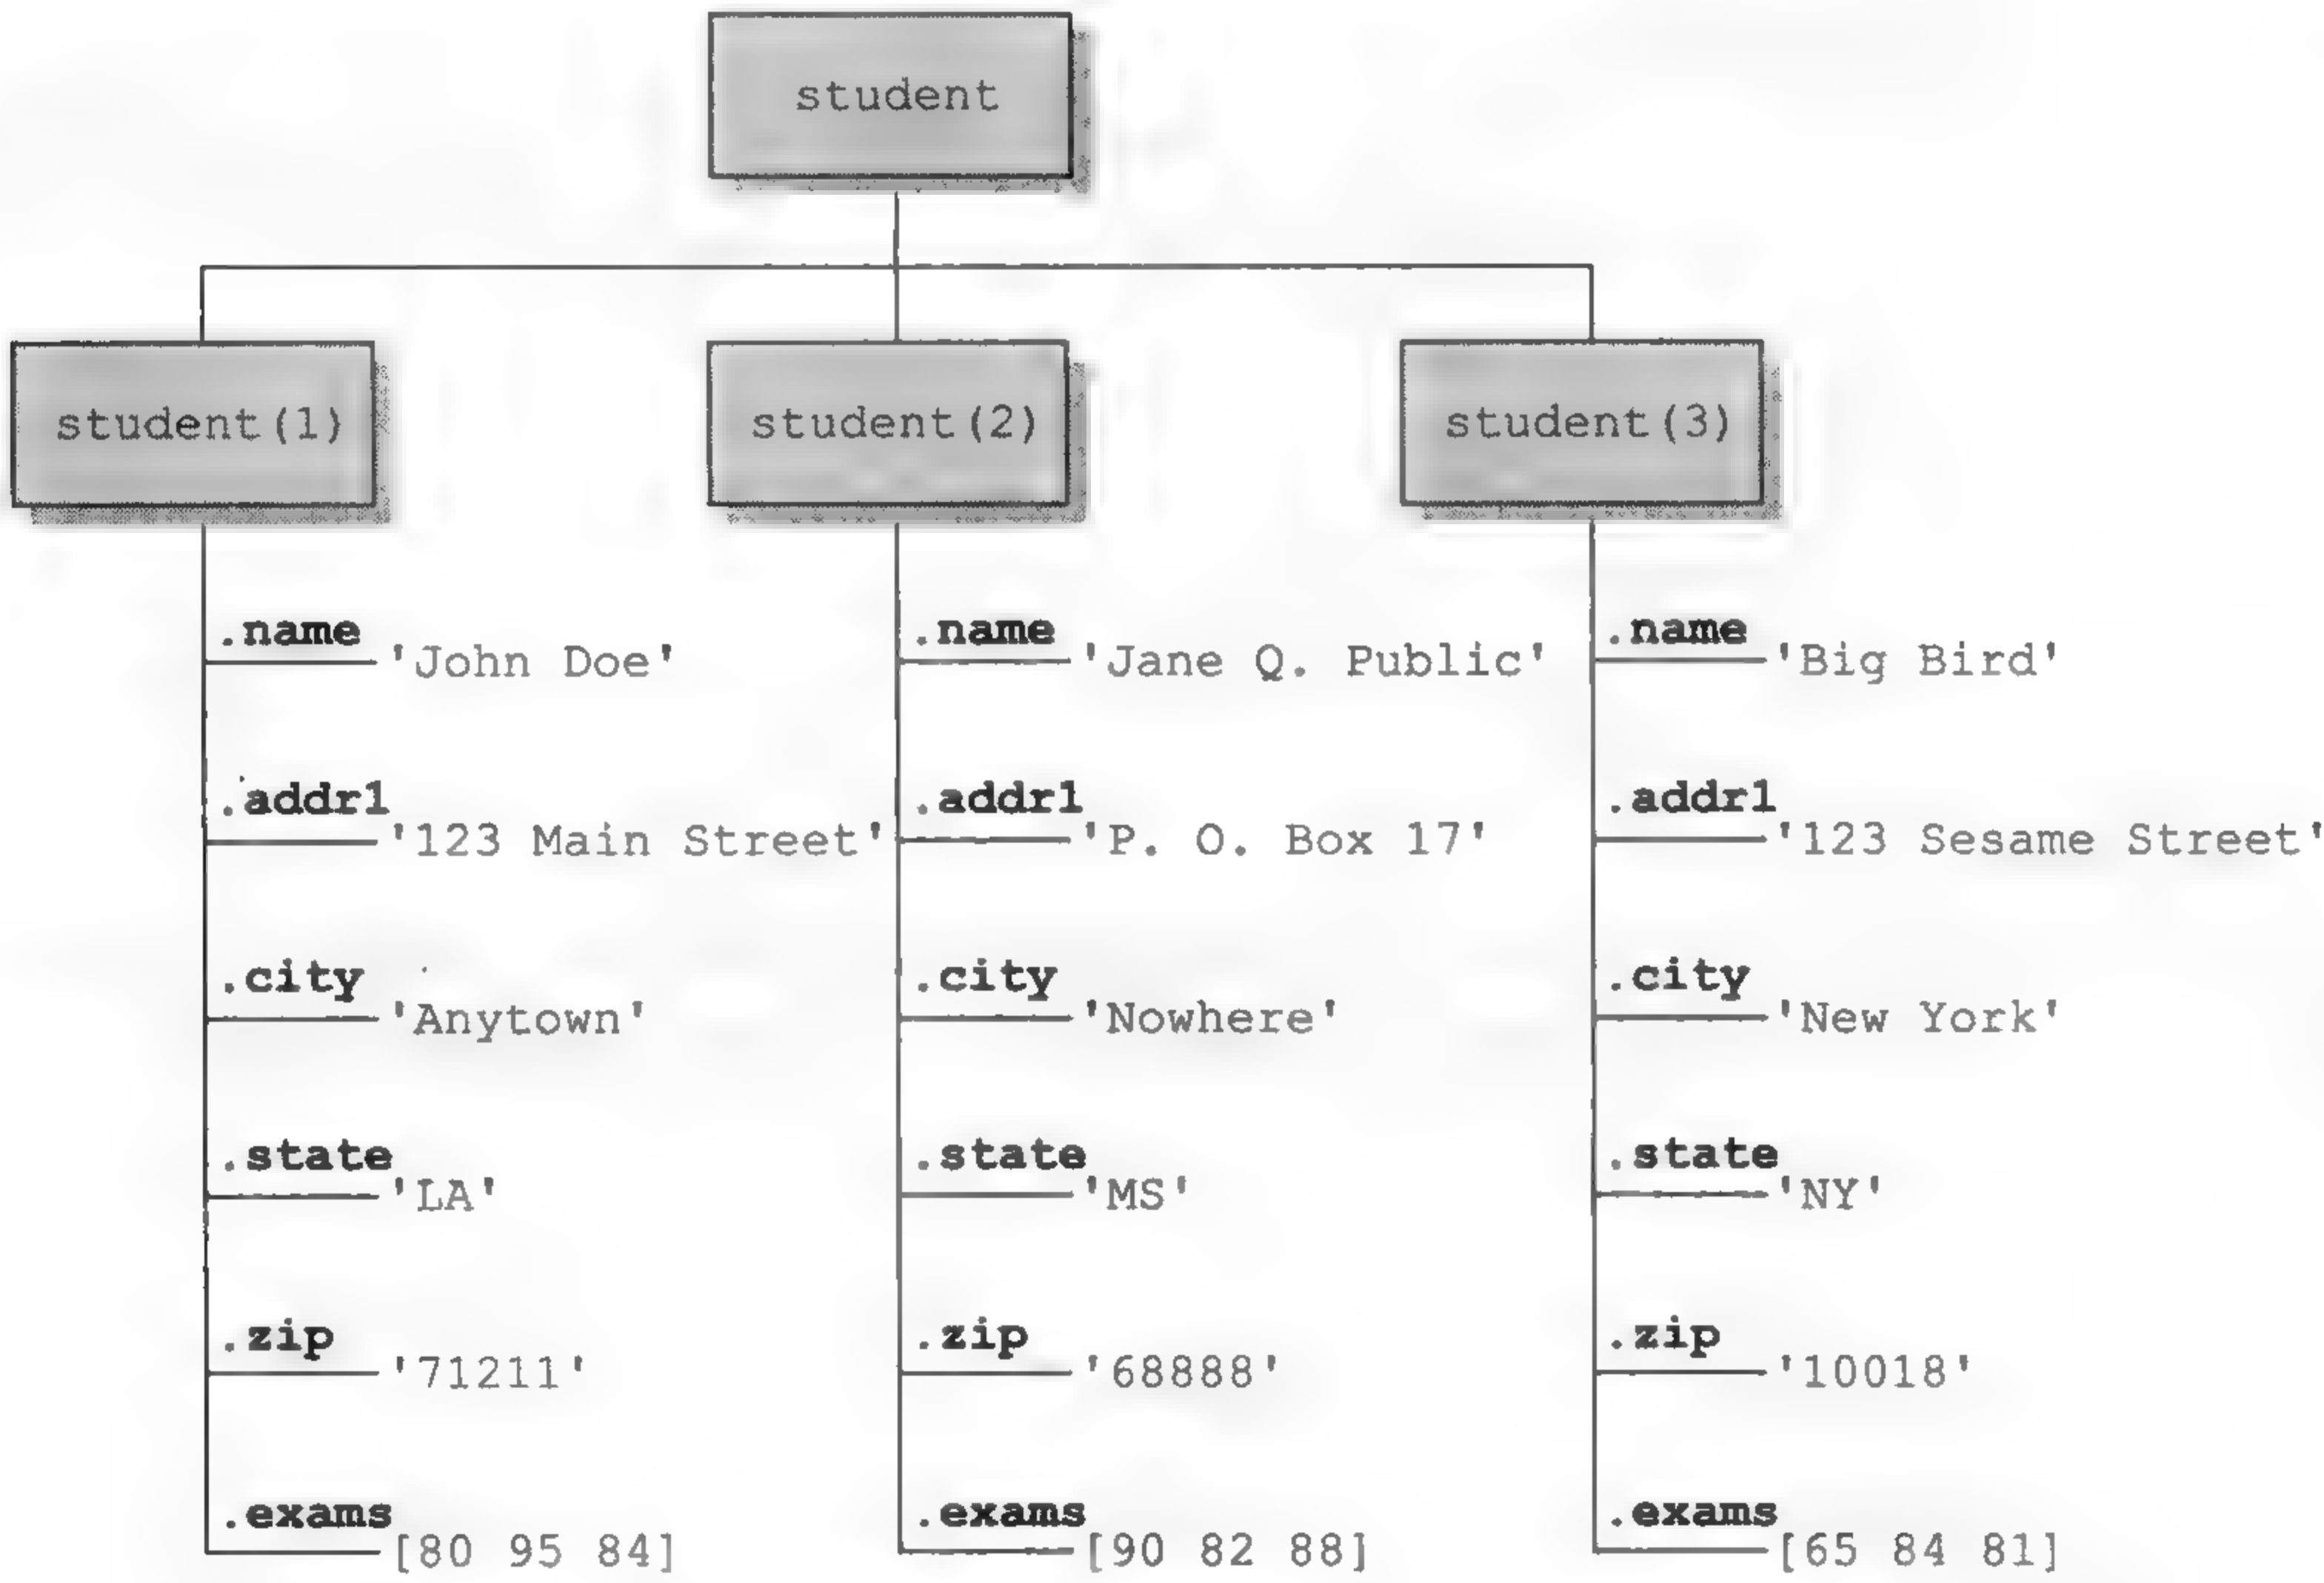 student
student(1)
student(2)
student(3)
.name
'John Doe'
.addr1
'123 Main Street'
.city
'Anytown'
.state
'LA'
.zip
'71211'
.exams
[80 95 84]
.name
'Jane Q. Public'
.addr1
'P. O. Box 17'
.city
'Nowhere'
.state
'MS'
.zip
'68888'
.exams
[90 82 88]
.name
'Big Bird'
.addr1
'123 Sesame Street'
.city
'New York'
.state
'NY'
.zip
'10018'
.exams
[65 84 81]